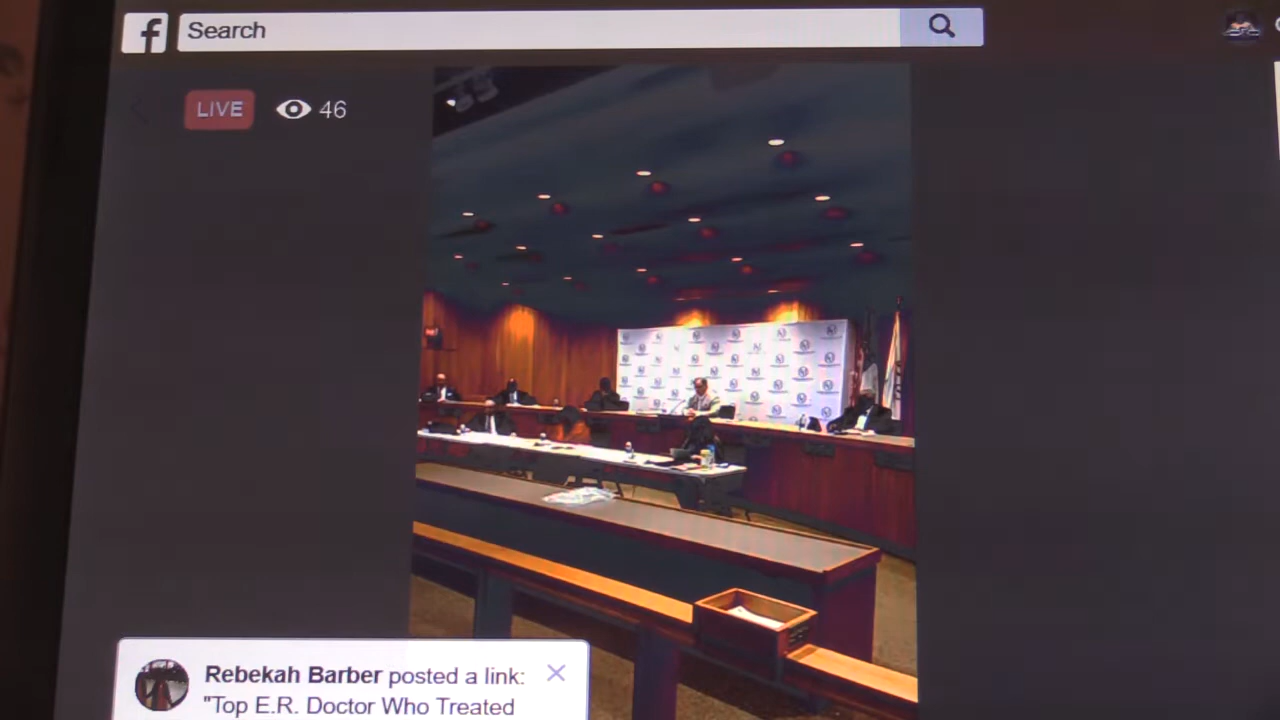 f Search
LIVE 46
Rebekah Barber posted a link:
"Top E.R. Doctor Who Treated